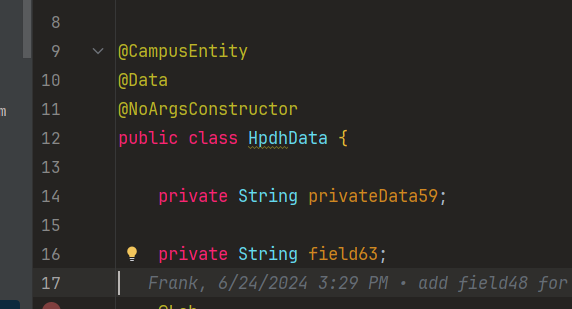 8
9 @CampusEntity
10 @Data
m
11 @NoArgsConstructor
12 public class HpdhData {
13
14 private String privateData59;
15
16 private String field63;
17 Frank, 6/24/2024 3:29 PM • add field48 for